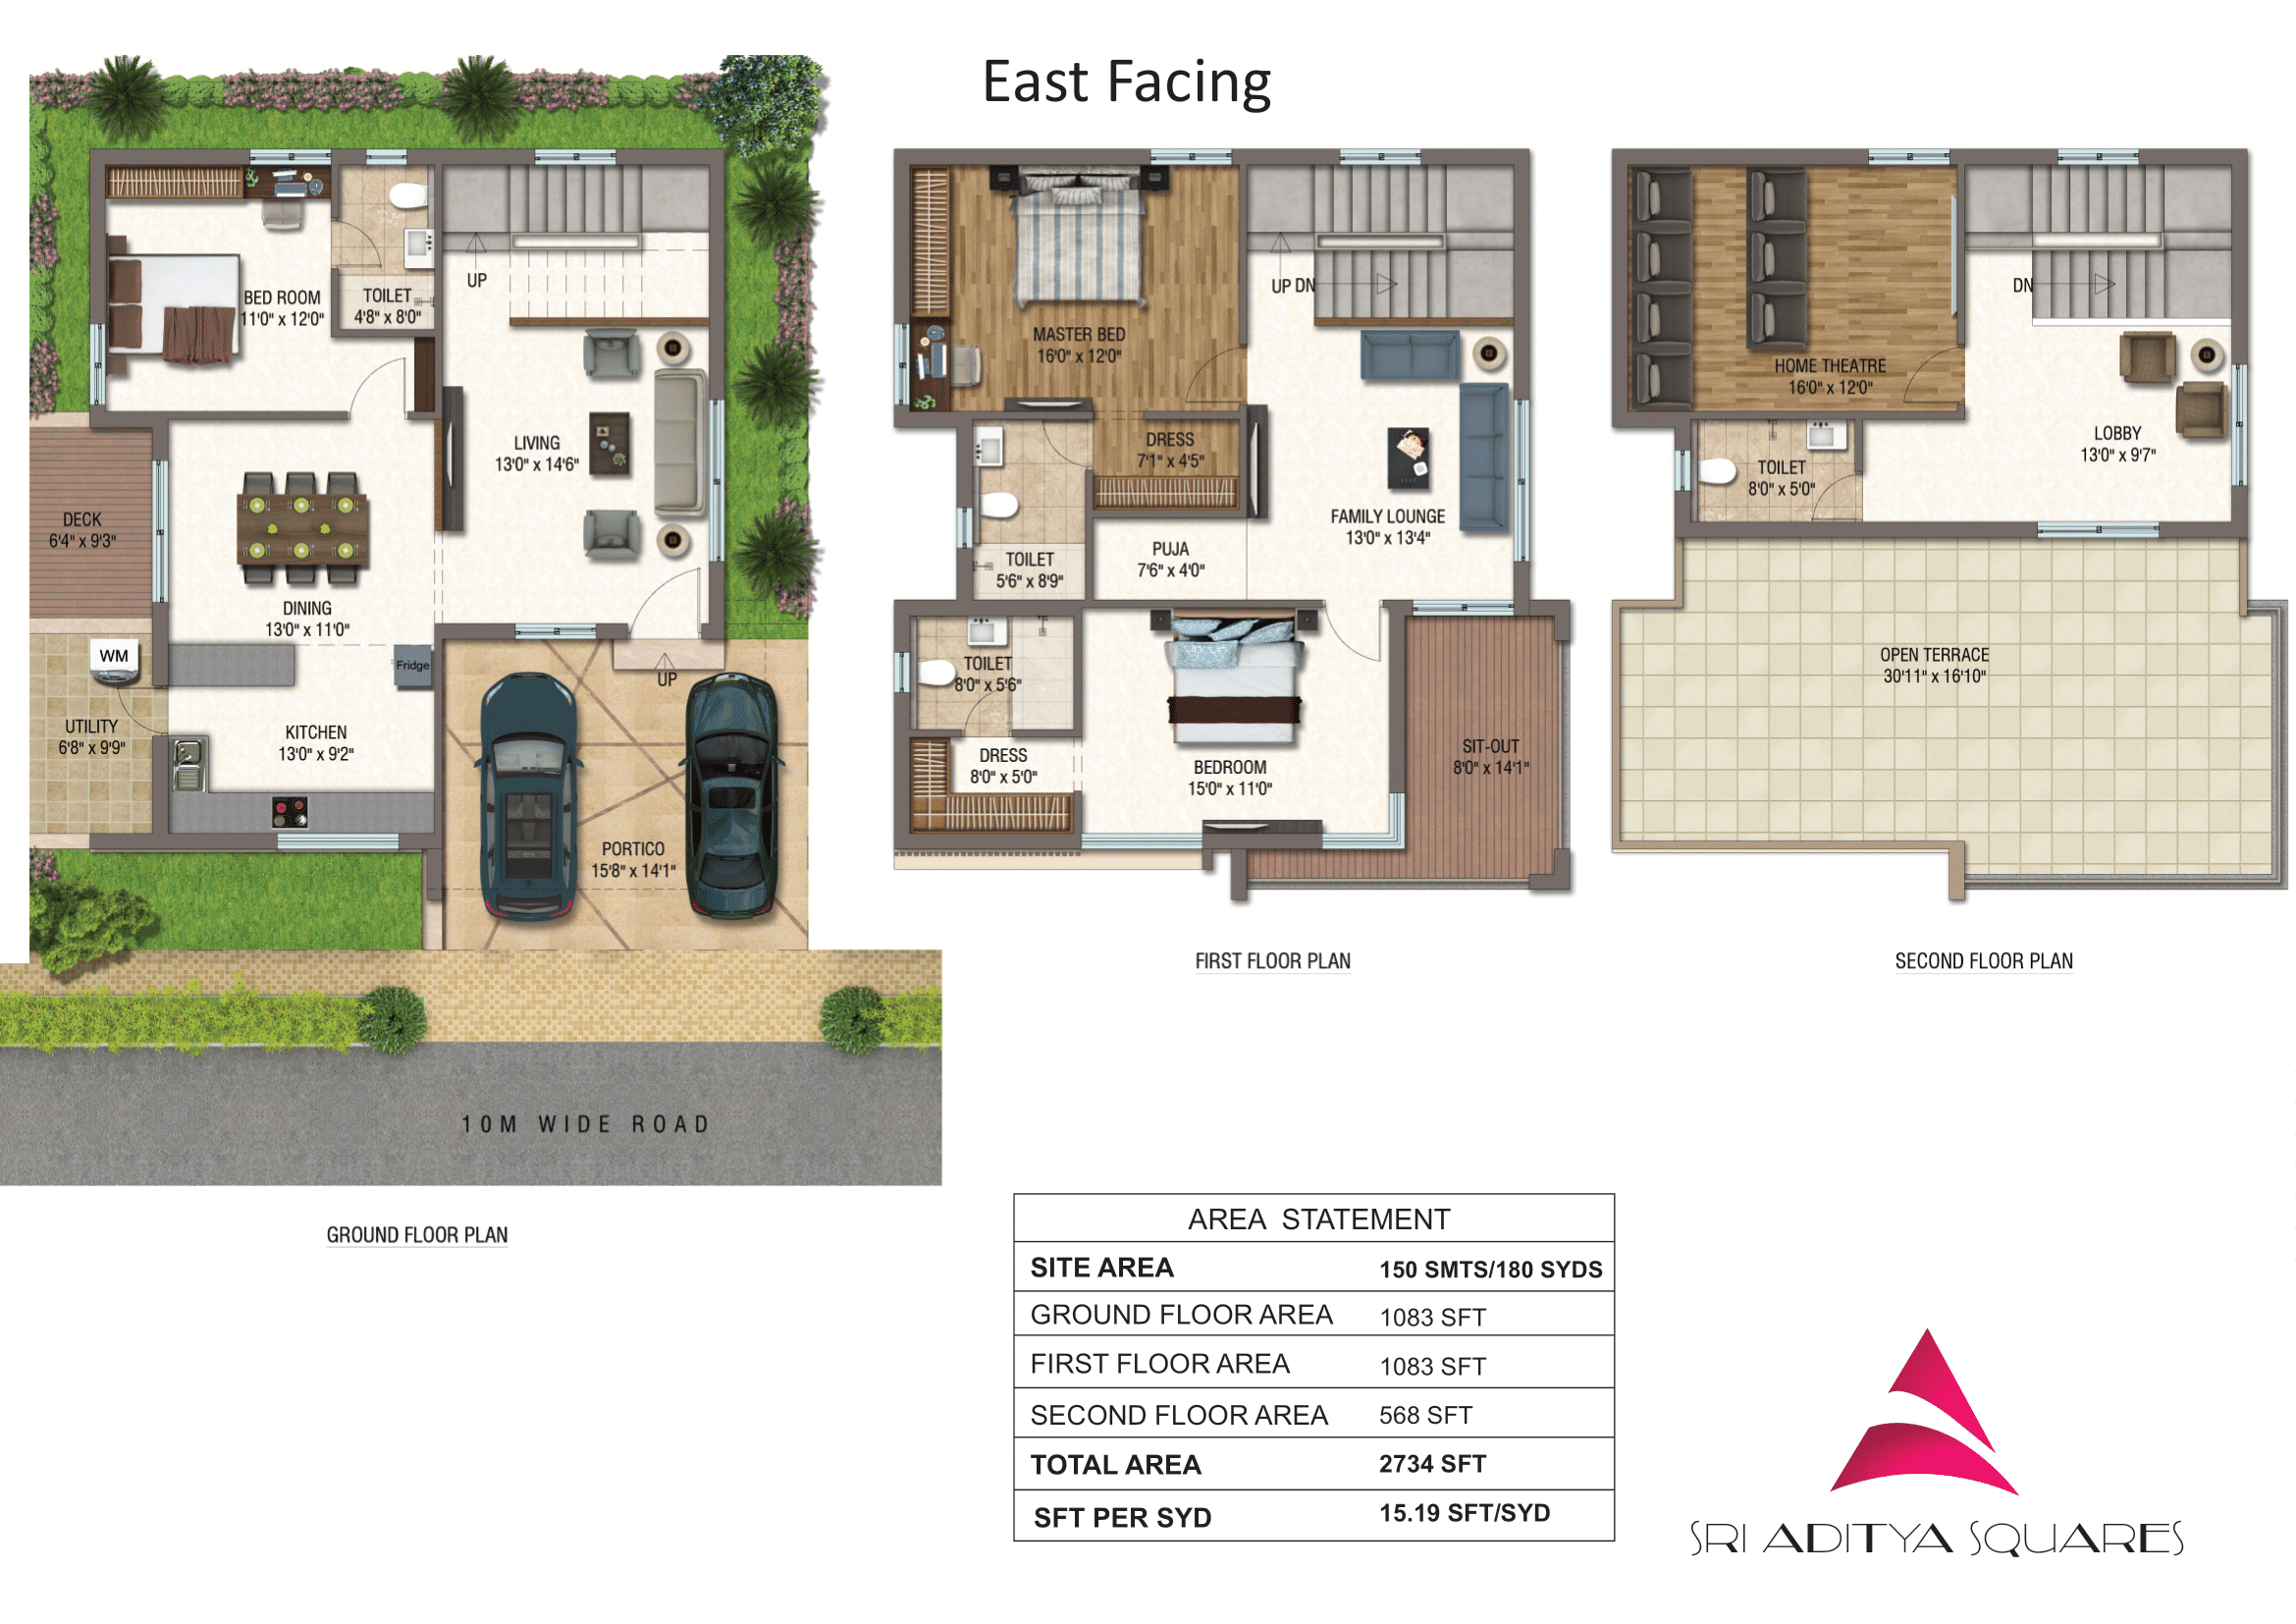 East Facing
BED ROOM
11'0" x 12'0"
TOILET
4'8" x 8'0"
UP
LIVING
13'0" x 14'6"
DECK
6'4" x 9'3"
DINING
13'0" x 11'0"
WM
Fridge
UP
UTILITY
6'8" x 9'9"
KITCHEN
13'0" x 9'2"
PORTICO
15'8" x 14'1"
10M WIDE ROAD
GROUND FLOOR PLAN
UP DN
MASTER BED
16'0" x 12'0"
DRESS
7'1" x 4'5"
FAMILY LOUNGE
13'0" x 13'4"
TOILET
5'6" x 8'9"
PUJA
7'6" x 4'0"
TOILET
8'0" x 5'6"
DRESS
8'0" x 5'0"
BEDROOM
15'0" x 11'0"
SIT-OUT
8'0" x 14'1"
FIRST FLOOR PLAN
DN
HOME THEATRE
16'0" x 12'0"
LOBBY
13'0" x 9'7"
TOILET
8'0" x 5'0"
OPEN TERRACE
30'11" x 16'10"
SECOND FLOOR PLAN
AREA STATEMENT
SITE AREA 150 SMTS/180 SYDS
GROUND FLOOR AREA 1083 SFT
FIRST FLOOR AREA 1083 SFT
SECOND FLOOR AREA 568 SFT
TOTAL AREA 2734 SFT
SFT PER SYD 15.19 SFT/SYD
SRI ADITYA SQUARES